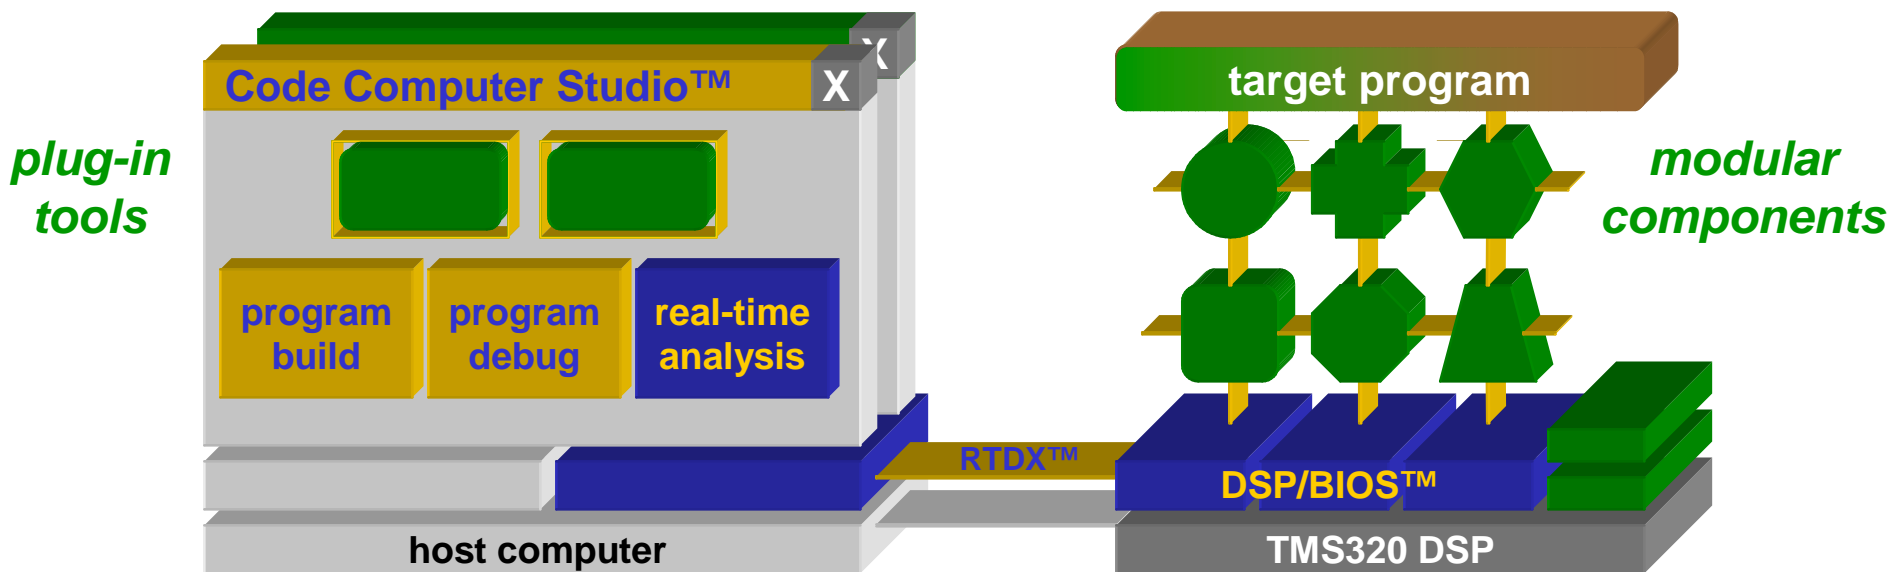 Code Computer Studio™
X
X
target program
plug-in
tools
modular
components
program
build
program
debug
real-time
analysis
RTDX™
DSP/BIOS™
host computer
TMS320 DSP